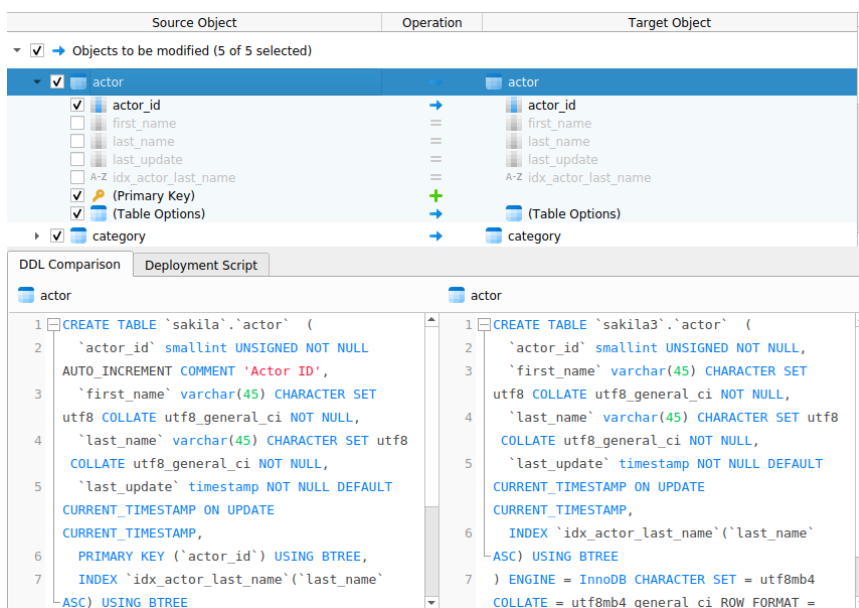 Source Object Operation Target Object
Objects to be modified (5 of 5 selected)
actor actor
actor_id actor_id
first_name = first_name
last_name = last_name
last_update = last_update
A-Z idx_actor_last_name = A-Z idx_actor_last_name
(Primary Key) +
(Table Options) (Table Options)
category category
DDL Comparison Deployment Script
actor
1 CREATE TABLE `sakila`.`actor` (
2 `actor_id` smallint UNSIGNED NOT NULL
AUTO_INCREMENT COMMENT 'Actor ID',
3 `first_name` varchar(45) CHARACTER SET
utf8 COLLATE utf8_general_ci NOT NULL,
4 `last_name` varchar(45) CHARACTER SET utf8
COLLATE utf8_general_ci NOT NULL,
5 `last_update` timestamp NOT NULL DEFAULT
CURRENT_TIMESTAMP ON UPDATE
CURRENT_TIMESTAMP,
6 PRIMARY KEY (`actor_id`) USING BTREE,
7 INDEX `idx_actor_last_name`(`last_name`
ASC) USING BTREE
actor
1 CREATE TABLE `sakila3`.`actor` (
2 `actor_id` smallint UNSIGNED NOT NULL,
3 `first_name` varchar(45) CHARACTER SET
utf8 COLLATE utf8_general_ci NOT NULL,
4 `last_name` varchar(45) CHARACTER SET utf8
COLLATE utf8_general_ci NOT NULL,
5 `last_update` timestamp NOT NULL DEFAULT
CURRENT_TIMESTAMP ON UPDATE
CURRENT_TIMESTAMP,
6 INDEX `idx_actor_last_name`(`last_name`
ASC) USING BTREE
7 ) ENGINE = InnoDB CHARACTER SET = utf8mb4
COLLATE = utf8mb4_general_ci ROW_FORMAT =